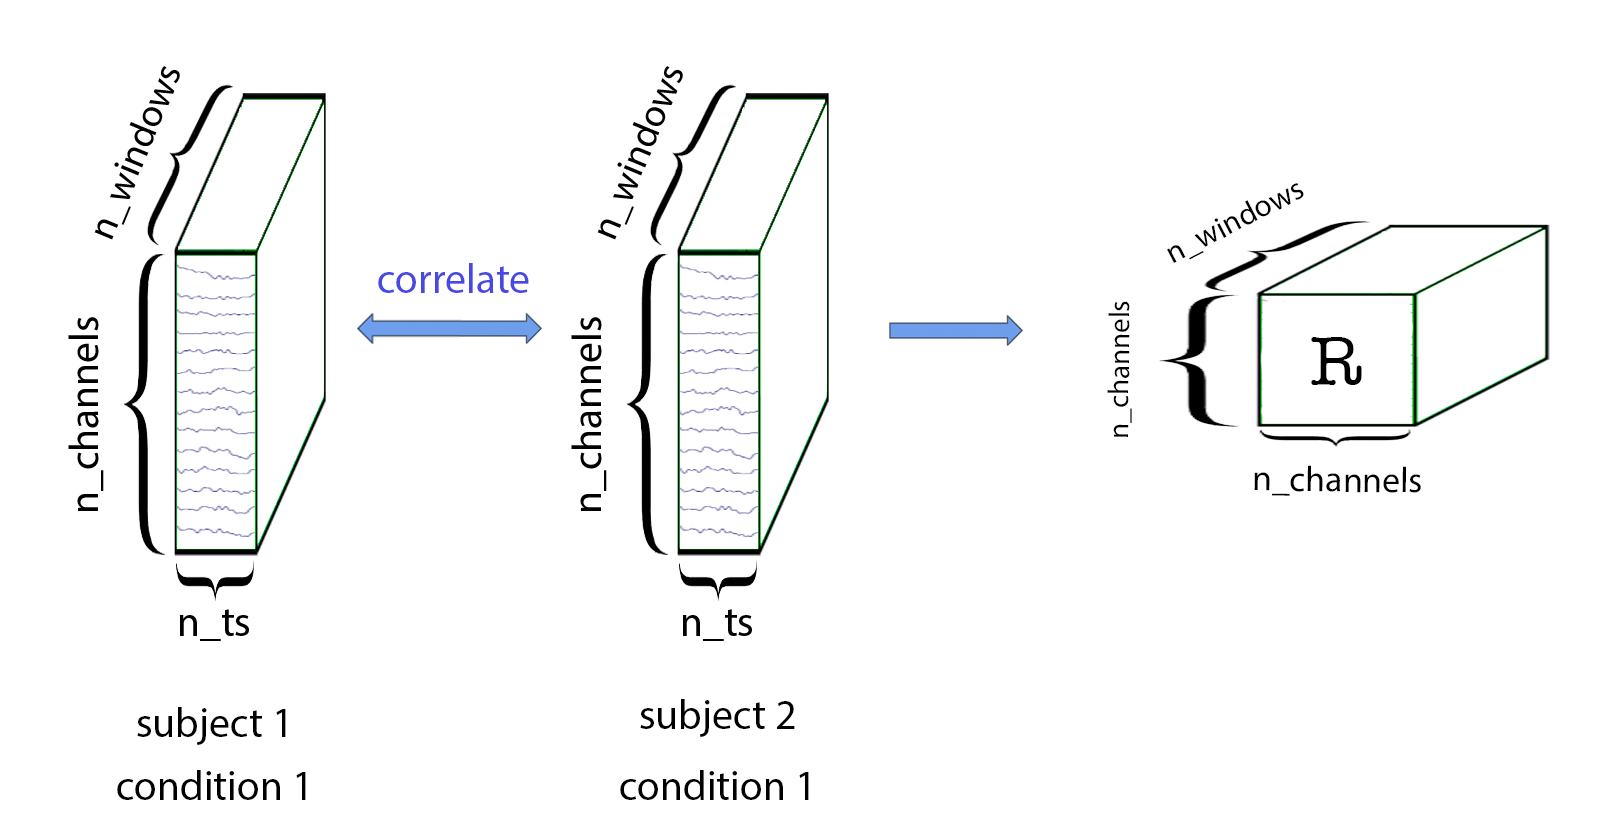 n_windows
n_channels
n_ts
subject 1
condition 1
correlate
n_windows
n_channels
n_ts
subject 2
condition 1
n_windows
n_channels
R
n_channels